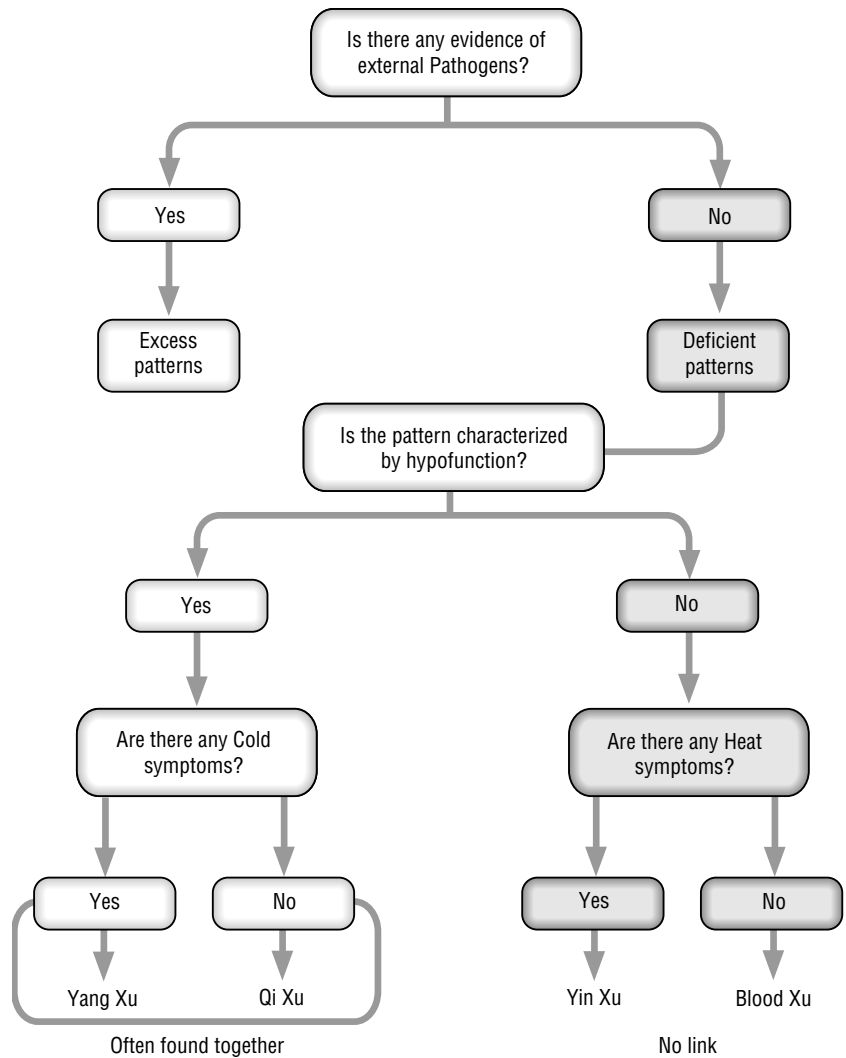 Is there any evidence of
external Pathogens?
Yes
No
Excess
patterns
Deficient
patterns
Is the pattern characterized
by hypofunction?
Yes
No
Are there any Cold
symptoms?
Are there any Heat
symptoms?
Yes
No
Yes
No
Yang Xu
Qi Xu
Yin Xu
Blood Xu
Often found together
No link